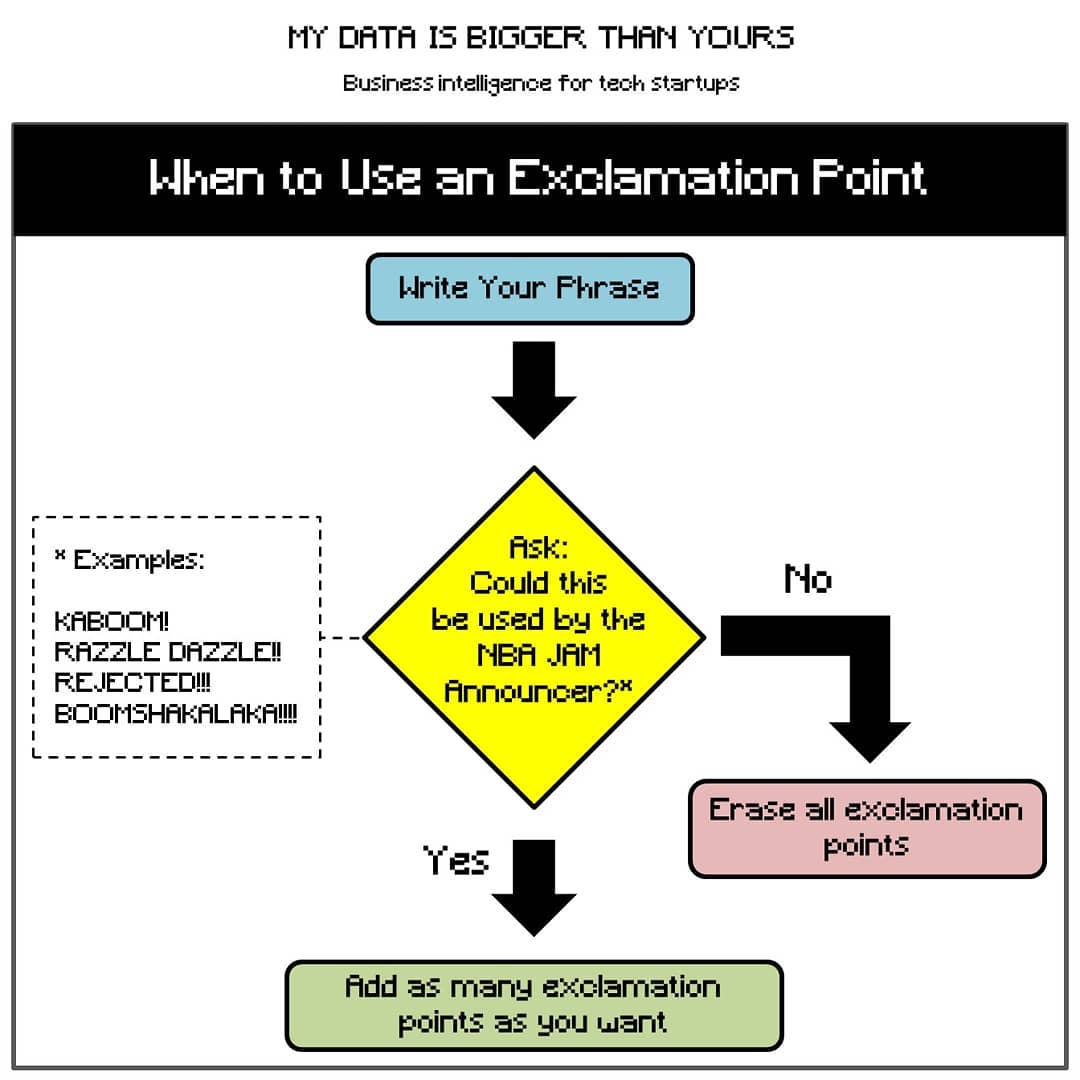 MY DATA IS BIGGER THAN YOURS
Business intelligence for tech startups
When to Use an Exclamation Point
Write Your Phrase
Ask:
Could this
be used by the
NBA JAM
Announcer?*
* Examples:
KABOOM!
RAZZLE DAZZLE!!
REJECTED!!!
BOOMSHAKALAKA!!!!
No
Erase all exclamation
points
Yes
Add as many exclamation
points as you want